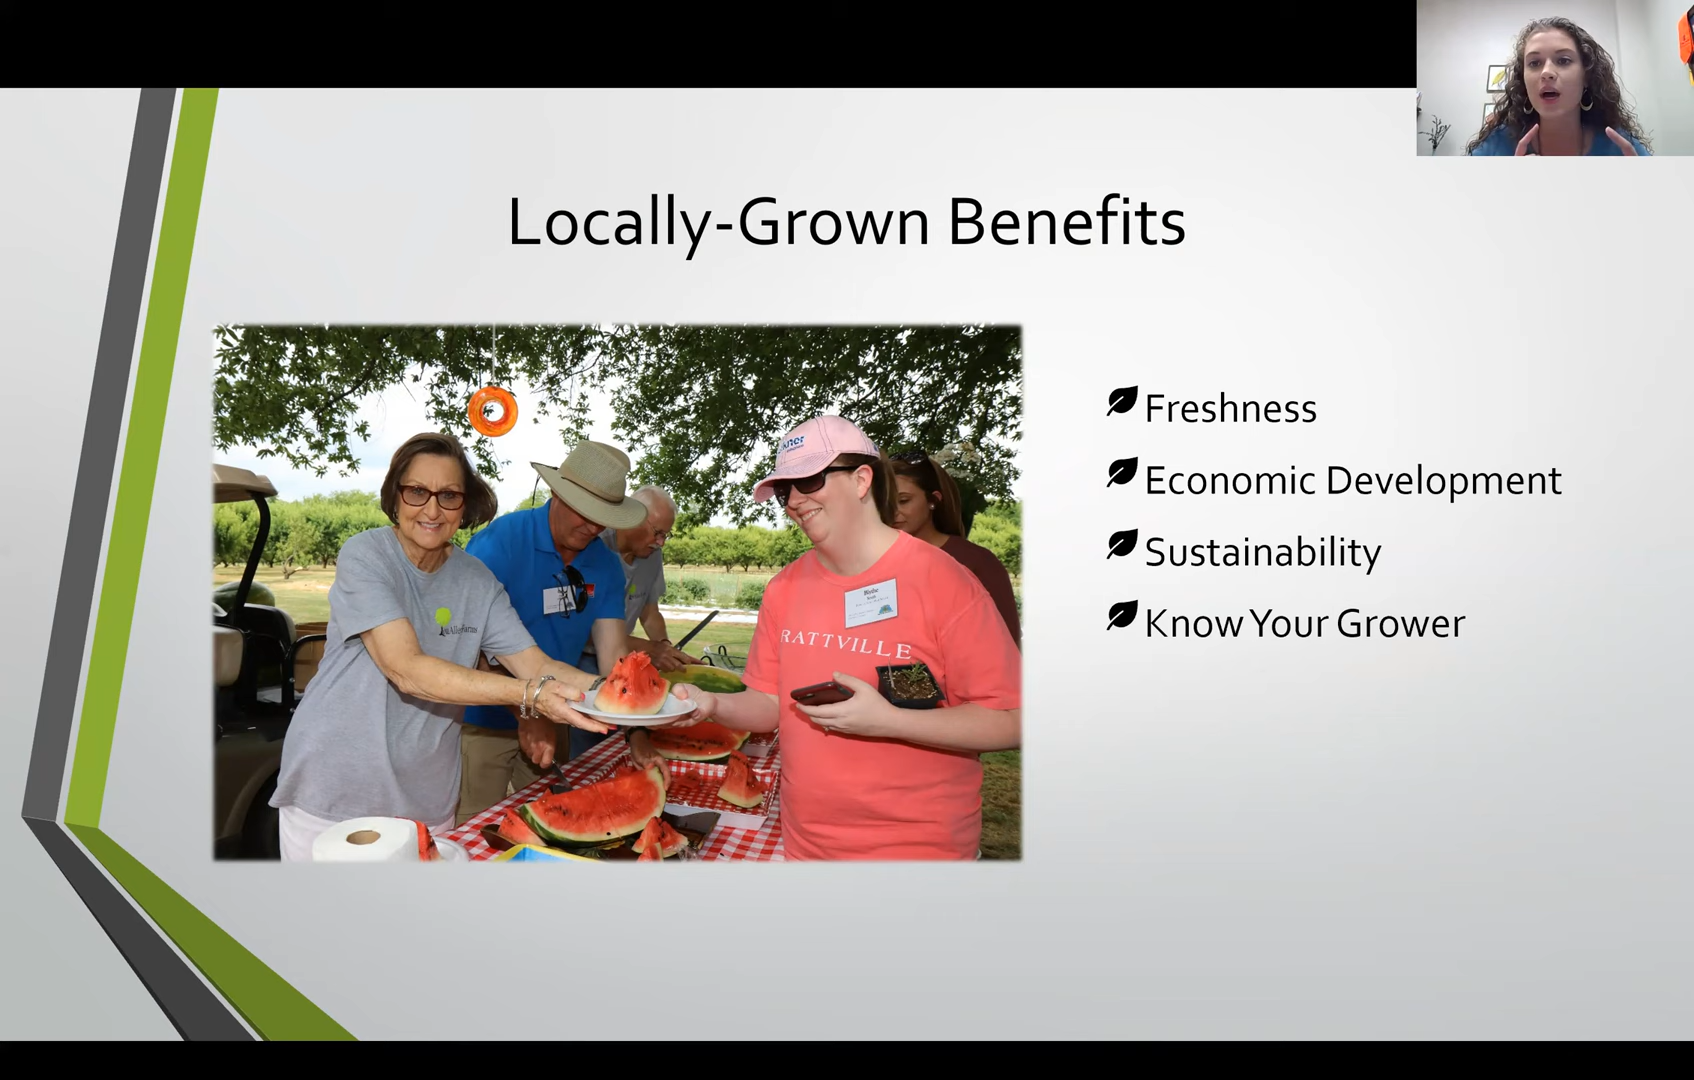 Locally-Grown Benefits
Freshness
Economic Development
Sustainability
Know Your Grower
RATTVILLE